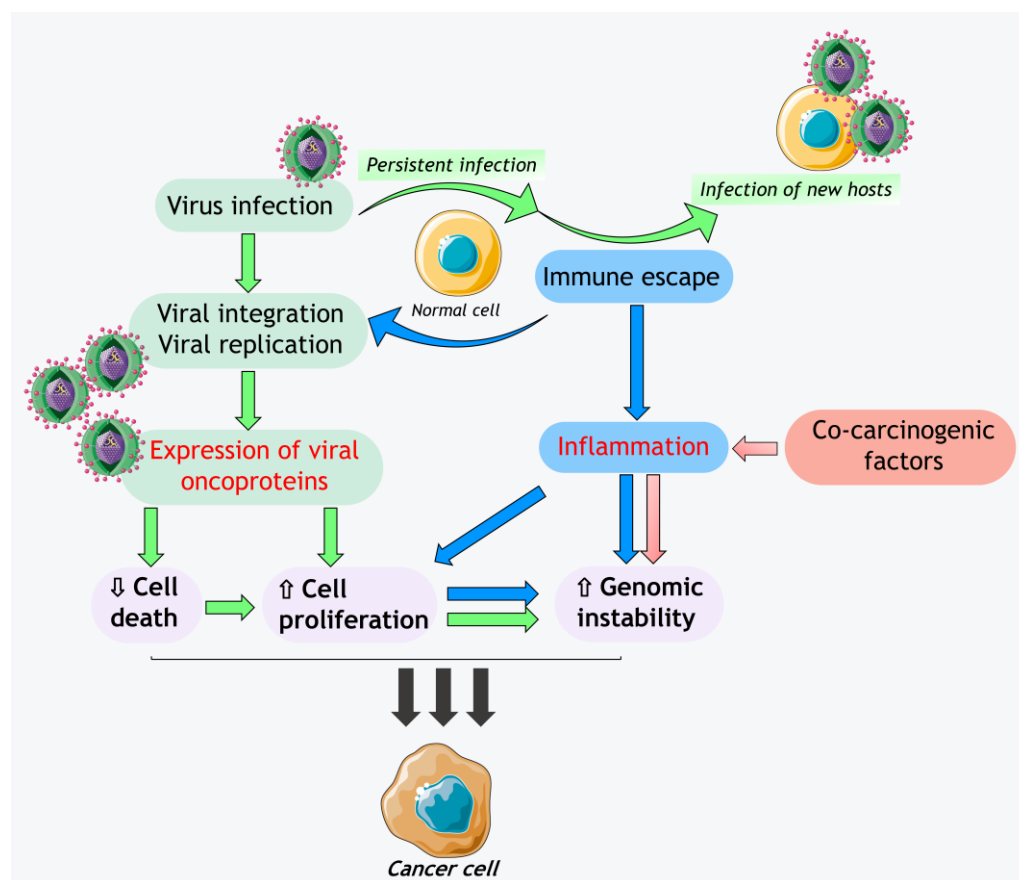 Persistent infection
Infection of new hosts
Virus infection
Immune escape
Normal cell
Viral integration
Viral replication
Expression of viral
oncoproteins
Inflammation
Co-carcinogenic
factors
⇩ Cell
death
⇧ Cell
proliferation
⇧ Genomic
instability
Cancer cell